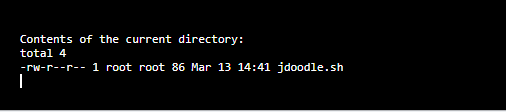 Contents of the current directory:
total 4
-rw-r--r-- 1 root root 86 Mar 13 14:41 jdoodle.sh